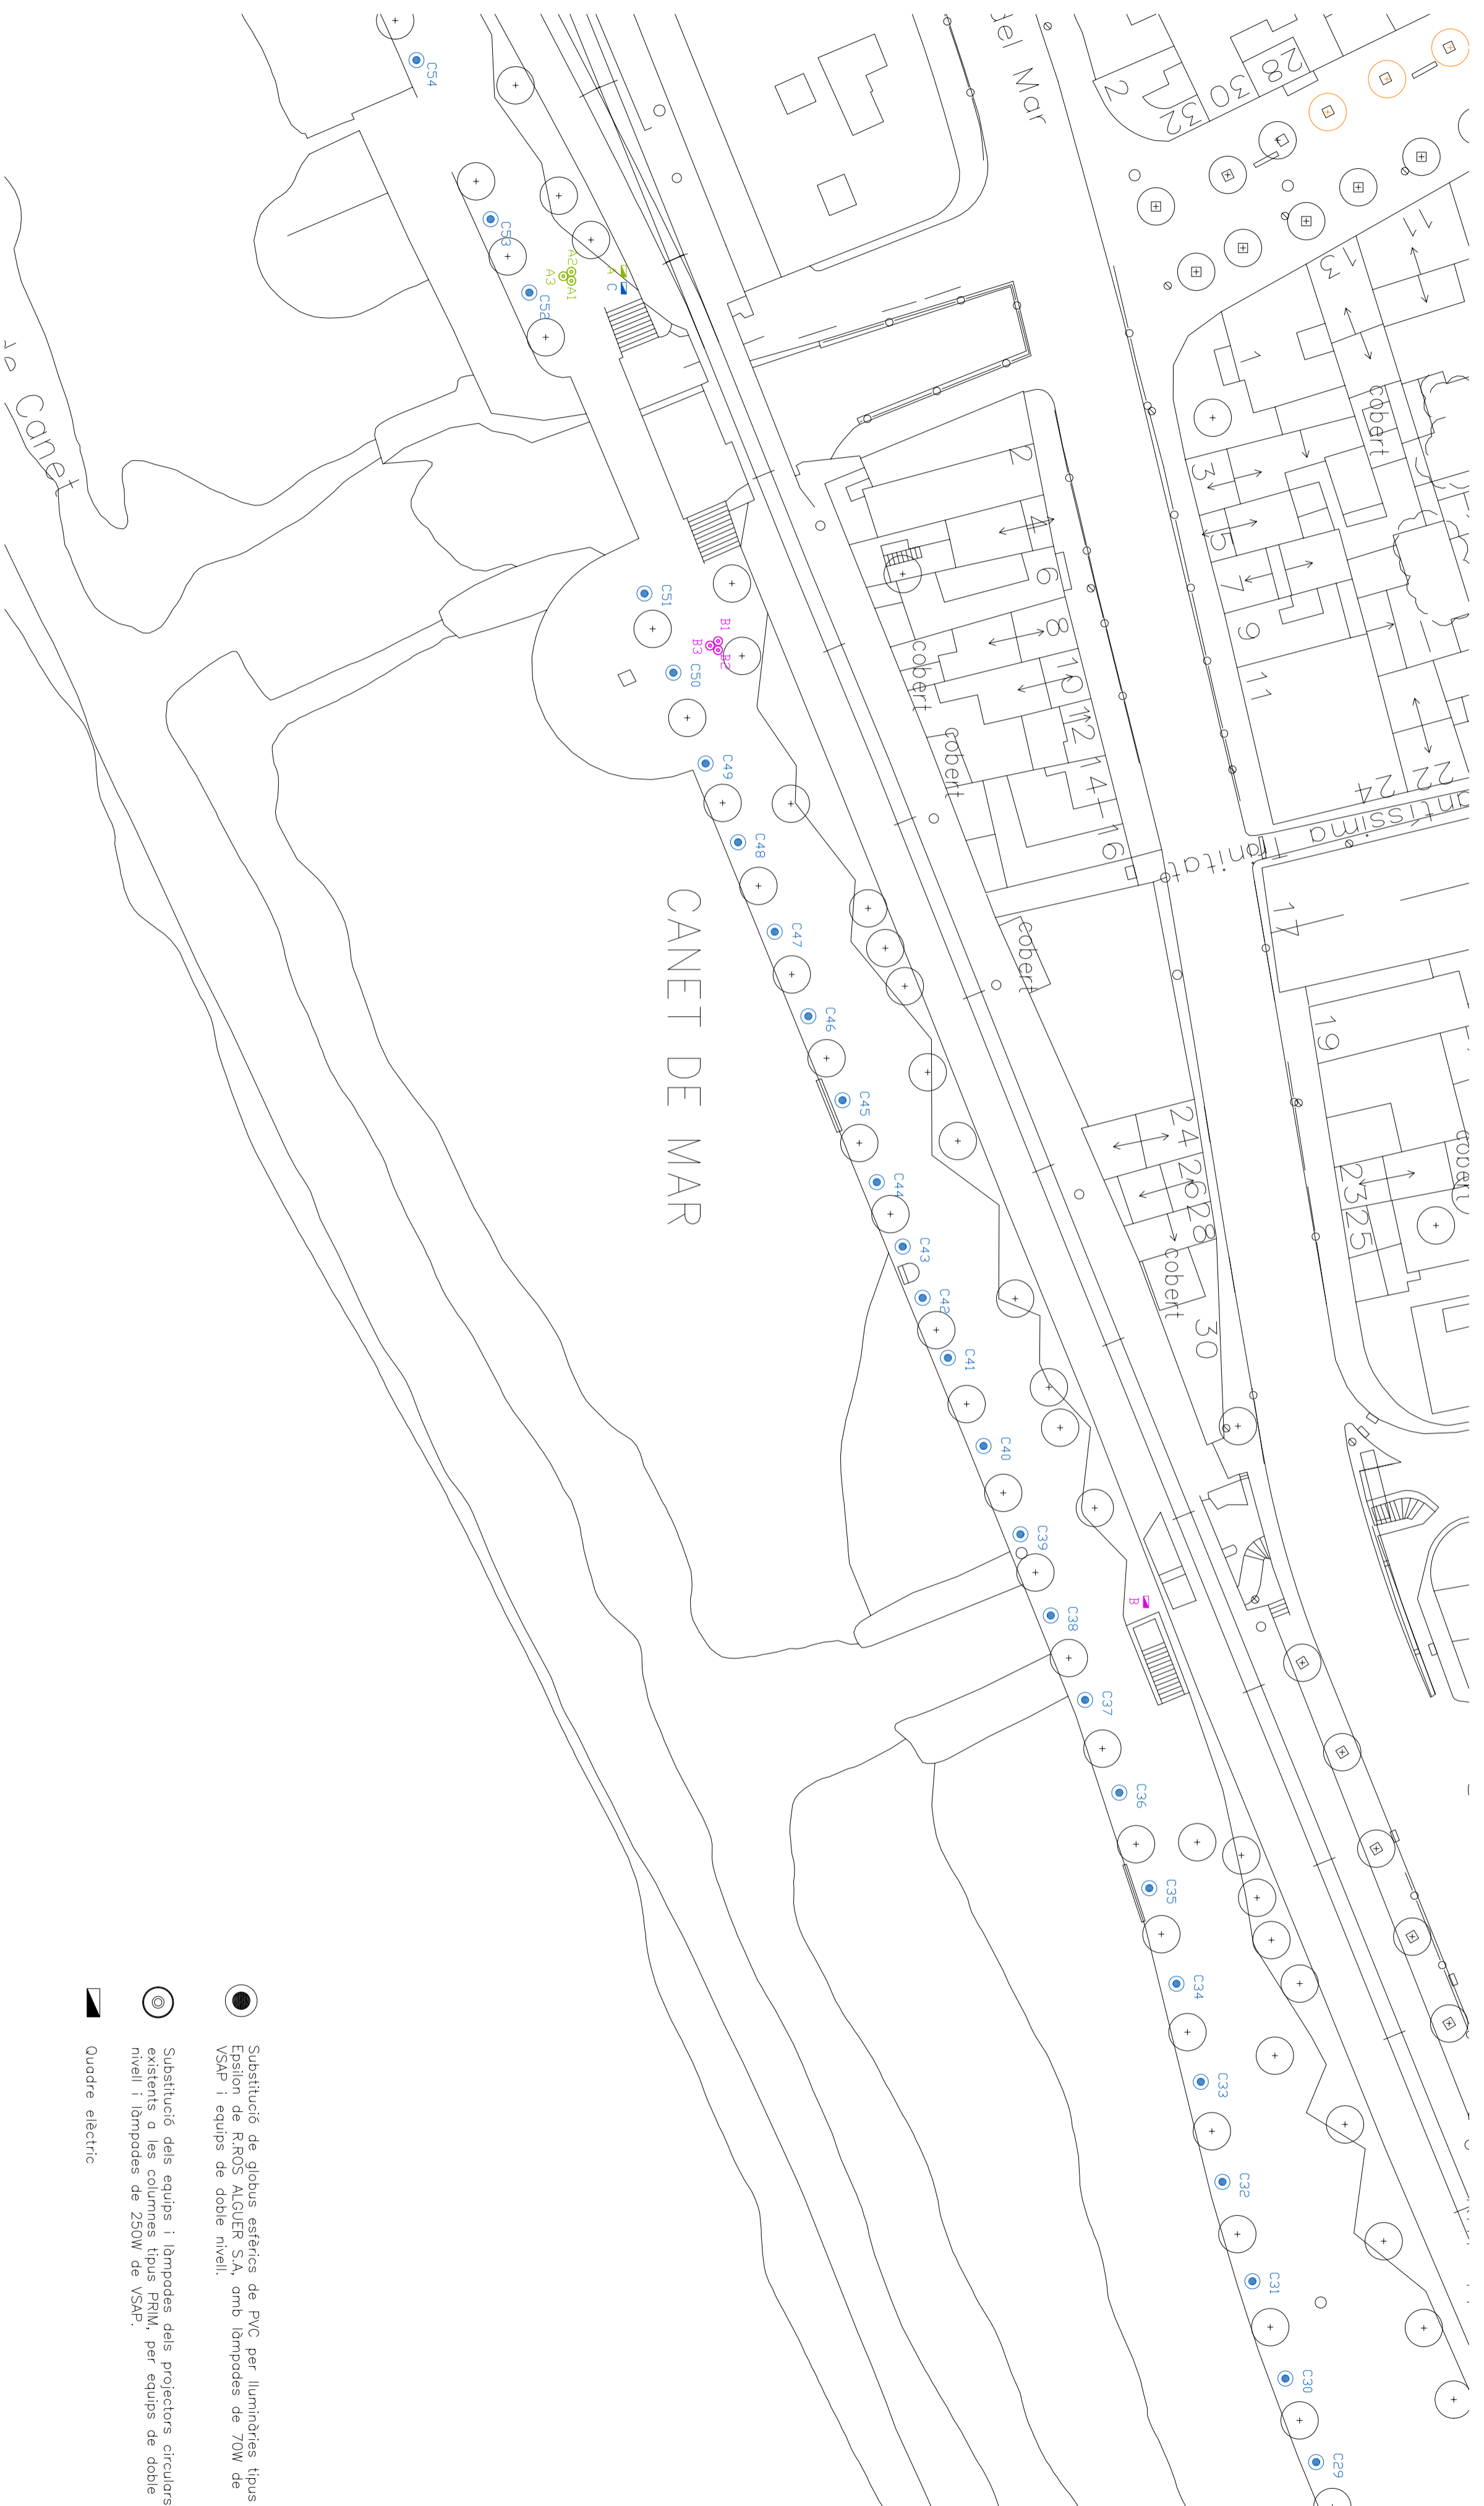 C54
C53
C52
A2
A1
A3
A
C
C51
B1
B2
B3
C50
C49
C48
C47
C46
C45
C44
C43
C42
C41
C40
C39
C38
B
C37
C36
C35
C34
C33
C32
C31
C30
C29
del Mar
Canet
CANET DE MAR
Trinitat
2
32
30
28
13
11
1
3
5
7
9
11
22
24
cobert
2
4
6
8
10
12
14-16
cobert
cobert
cobert
17
19
23
25
cobert
24
26
28
cobert
30
Substitució de globus esfèrics de PVC per lluminàries tipus
Epsilon de R.ROS ALGUER S.A, amb làmpades de 70W de
VSAP i equips de doble nivell.
Substitució dels equips i làmpades dels projectors circulars
existents a les columnes tipus PRIM, per equips de doble
nivell i làmpades de 250W de VSAP.
Quadre elèctric